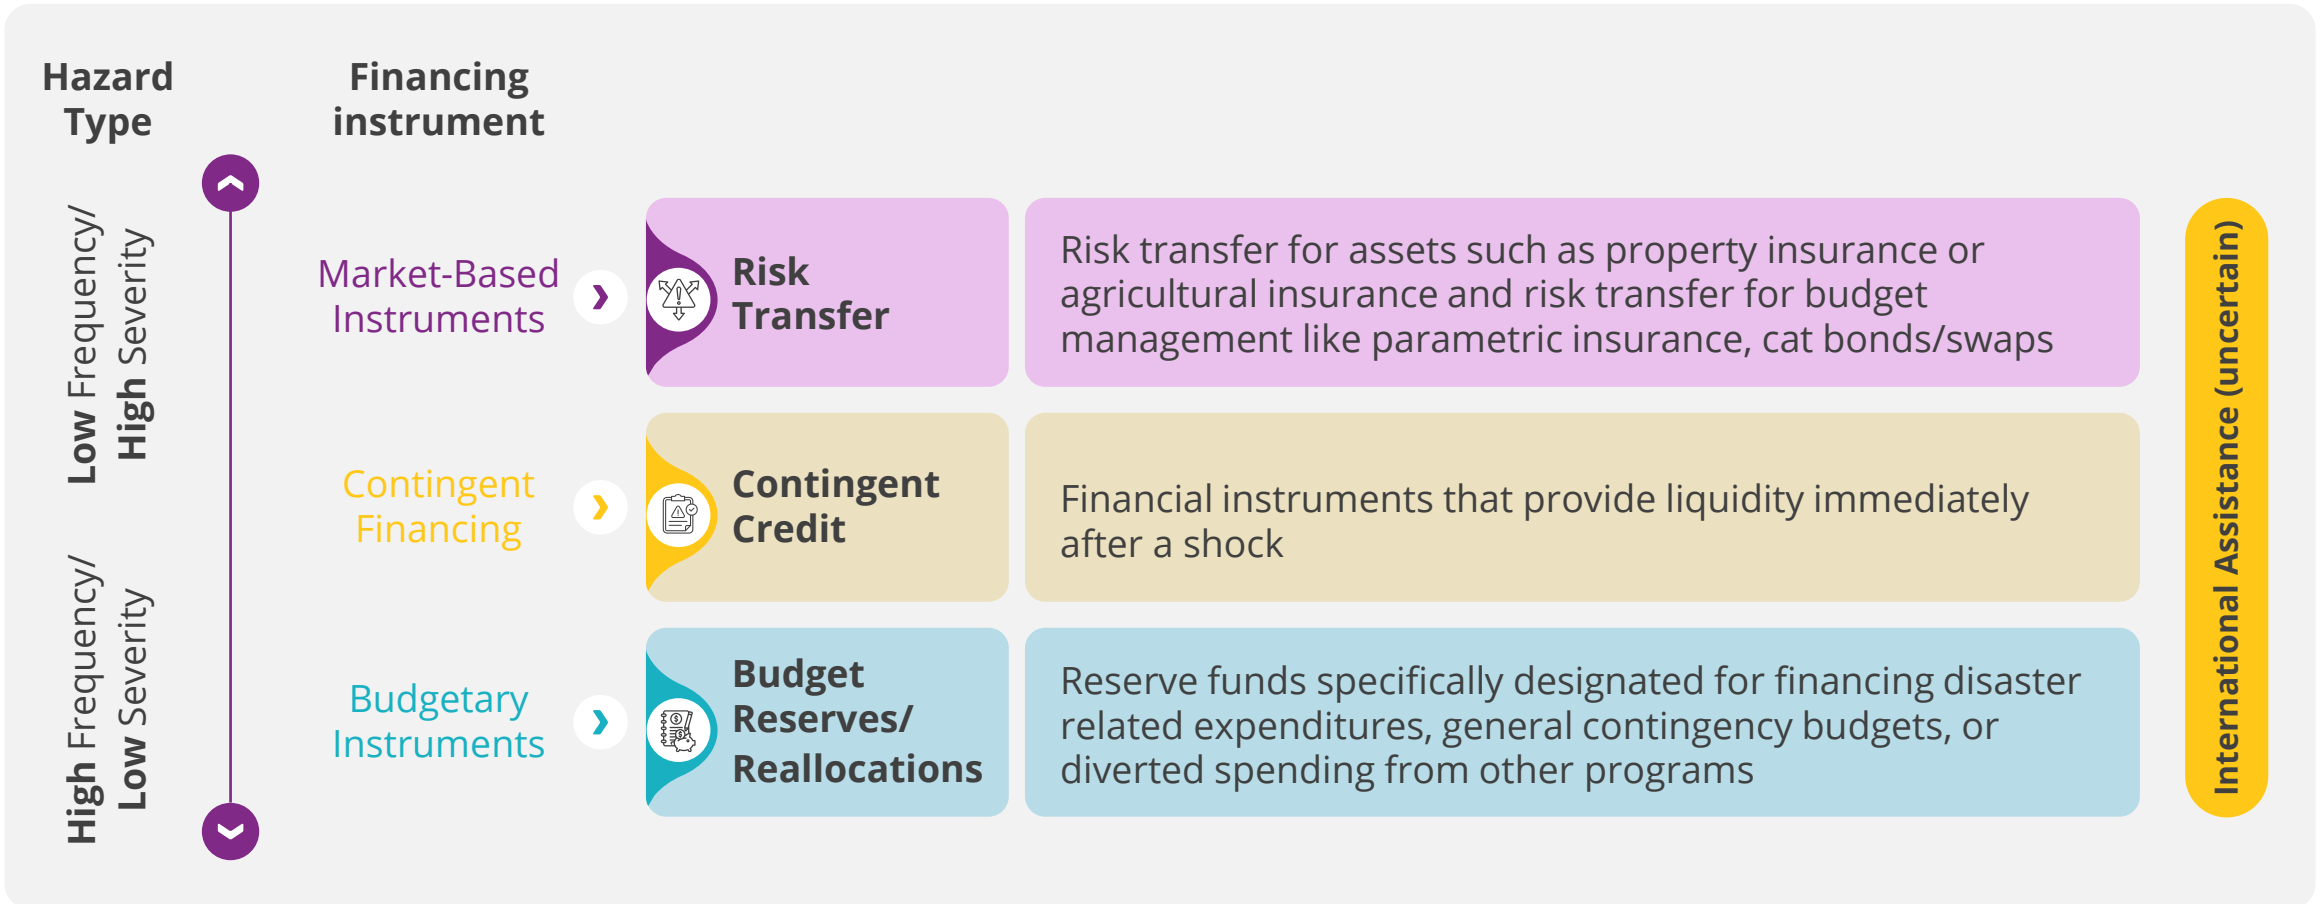 Hazard
Type
Financing
instrument
Low Frequency/
High Severity
High Frequency/
Low Severity
Market-Based
Instruments
Risk
Transfer
Risk transfer for assets such as property insurance or
agricultural insurance and risk transfer for budget
management like parametric insurance, cat bonds/swaps
Contingent
Financing
Contingent
Credit
Financial instruments that provide liquidity immediately
after a shock
Budgetary
Instruments
Budget
Reserves/
Reallocations
Reserve funds specifically designated for financing disaster
related expenditures, general contingency budgets, or
diverted spending from other programs
International Assistance (uncertain)